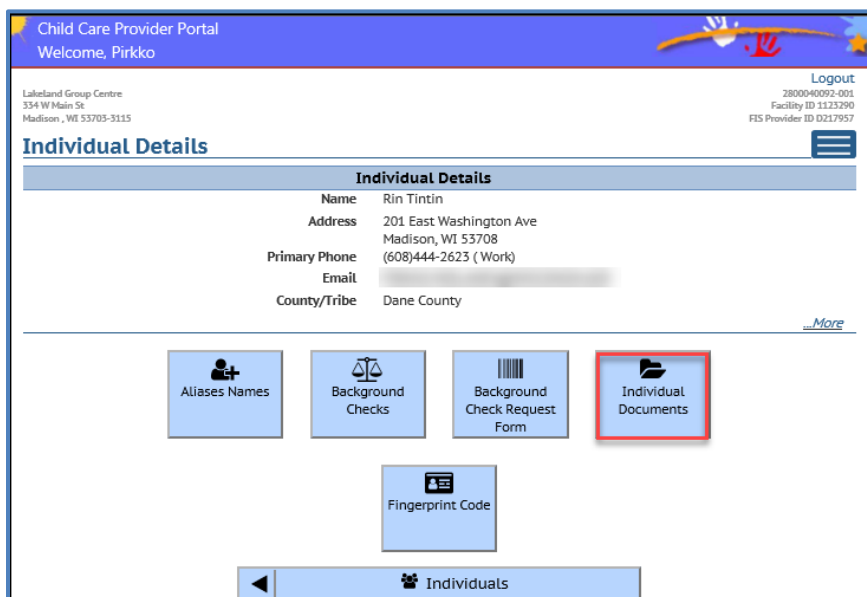 Child Care Provider Portal
Welcome, Pirkko
Logout
Lakeland Group Centre
2800040092-001
334 W Main St
Facility ID 1123290
Madison , WI 53703-3115
FIS Provider ID D217957
Individual Details
Individual Details
Name Rin Tintin
Address 201 East Washington Ave
Madison, WI 53708
Primary Phone (608)444-2623 ( Work)
Email
County/Tribe Dane County
...More
Aliases Names
Background
Checks
Background
Check Request
Form
Individual
Documents
Fingerprint Code
Individuals